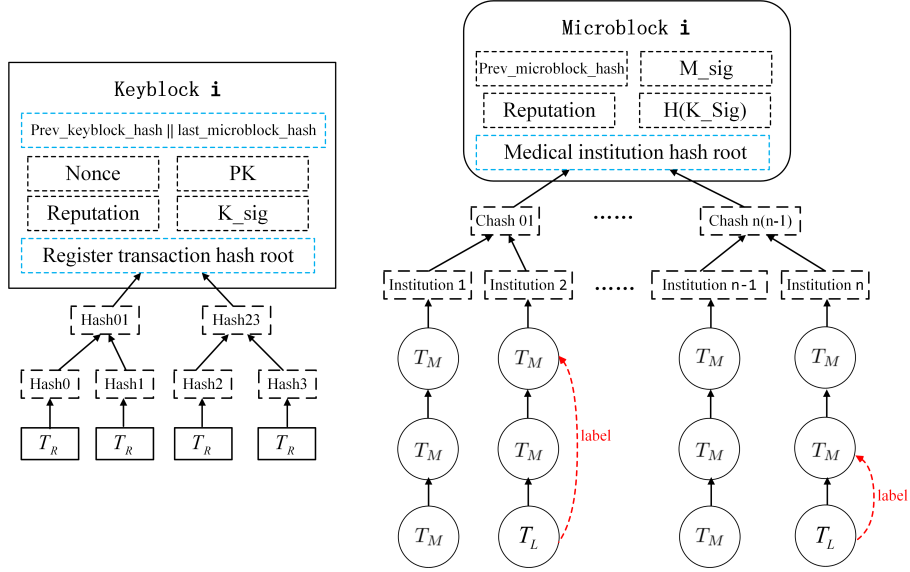 Keyblock i
Prev_keyblock_hash || last_microblock_hash
Nonce
PK
Reputation
K_sig
Register transaction hash root
Hash01
Hash23
Hash0
Hash1
Hash2
Hash3
T_R
T_R
T_R
T_R
Microblock i
Prev_microblock_hash
M_sig
Reputation
H(K_Sig)
Medical institution hash root
Chash 01
......
Chash n(n-1)
Institution 1
Institution 2
......
Institution n-1
Institution n
T_M
T_M
T_M
T_M
label
label
T_M
T_M
T_M
T_M
T_M
T_L
T_M
T_L